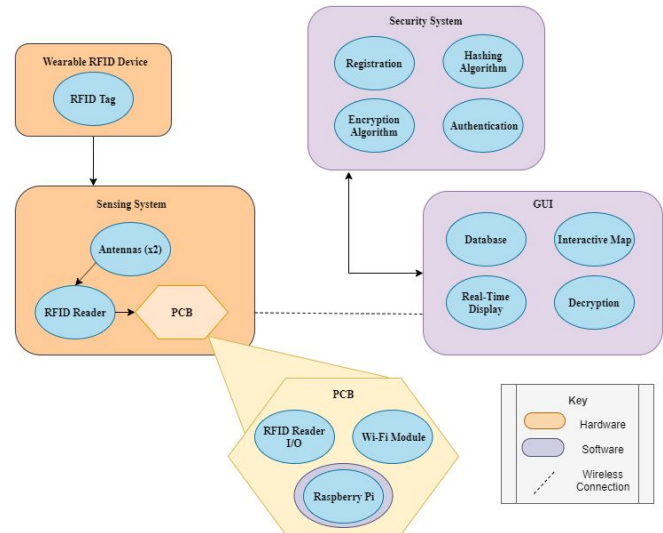 Security System
Registration
Hashing
Algorithm
Encryption
Algorithm
Authentication
Wearable RFID Device
RFID Tag
Sensing System
Antennas (x2)
RFID Reader
PCB
GUI
Database
Interactive Map
Real-Time
Display
Decryption
PCB
RFID Reader
I/O
Wi-Fi Module
Raspberry Pi
Key
Hardware
Software
Wireless
Connection